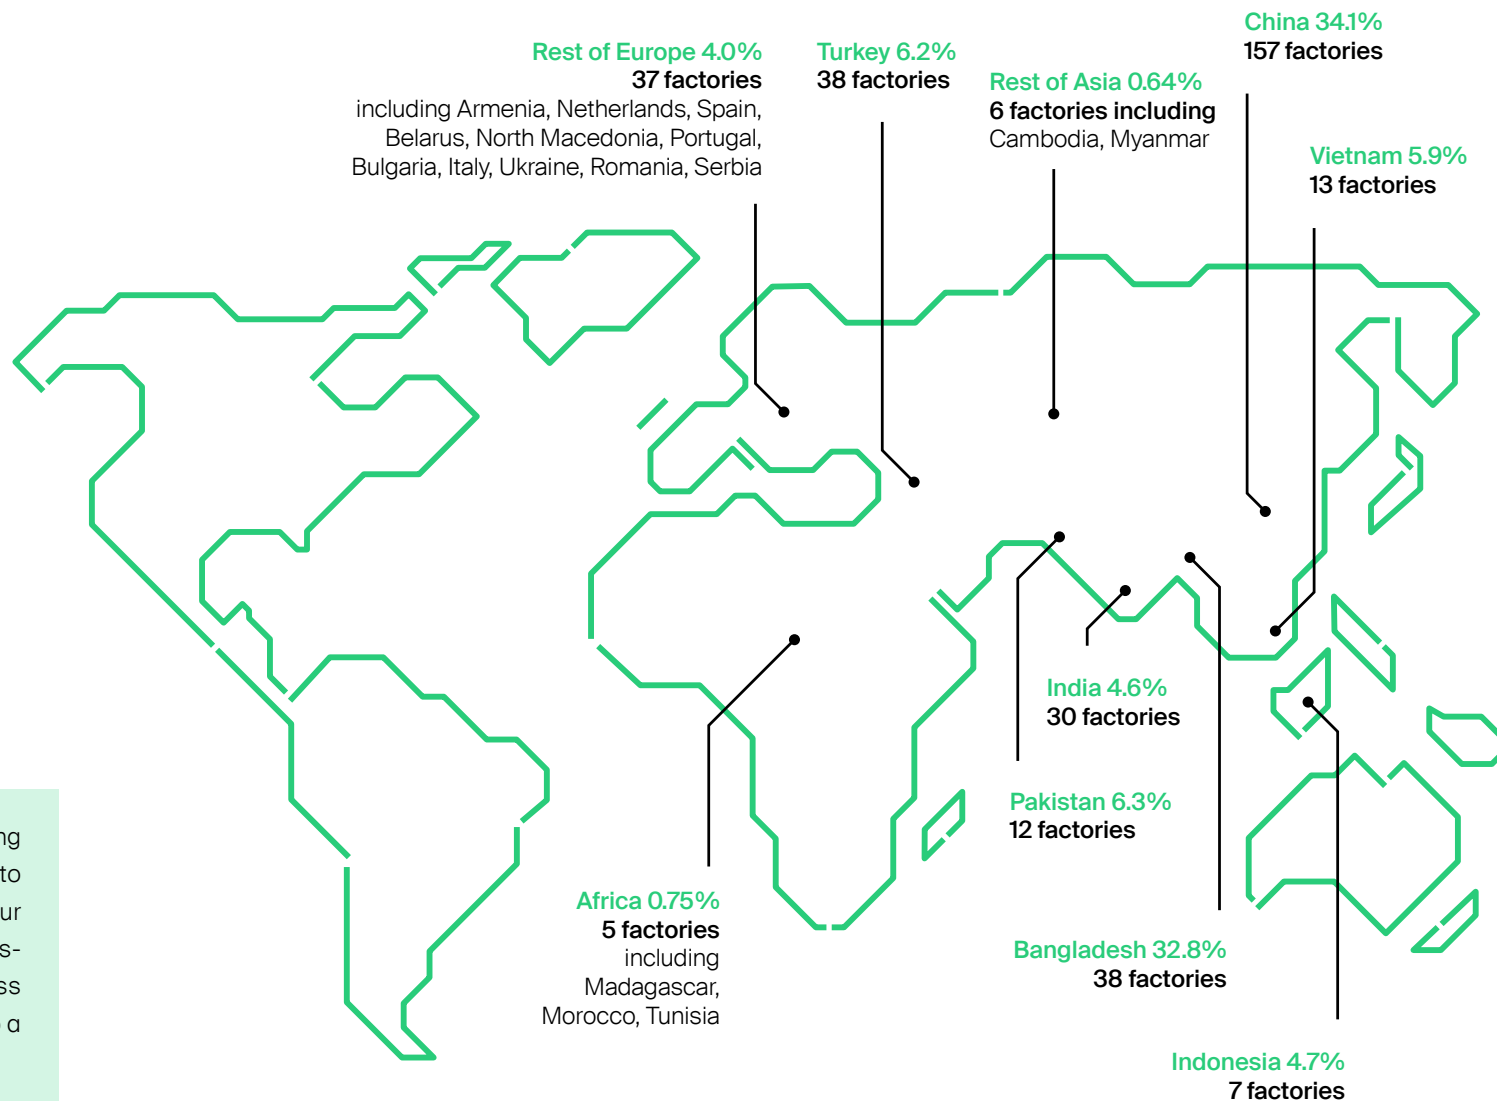 China 34.1%
157 factories
Rest of Europe 4.0%
37 factories
including Armenia, Netherlands, Spain,
Belarus, North Macedonia, Portugal,
Bulgaria, Italy, Ukraine, Romania, Serbia
Turkey 6.2%
38 factories
Rest of Asia 0.64%
6 factories including
Cambodia, Myanmar
Vietnam 5.9%
13 factories
India 4.6%
30 factories
Pakistan 6.3%
12 factories
Africa 0.75%
5 factories
including
Madagascar,
Morocco, Tunisia
Bangladesh 32.8%
38 factories
Indonesia 4.7%
7 factories
to
a